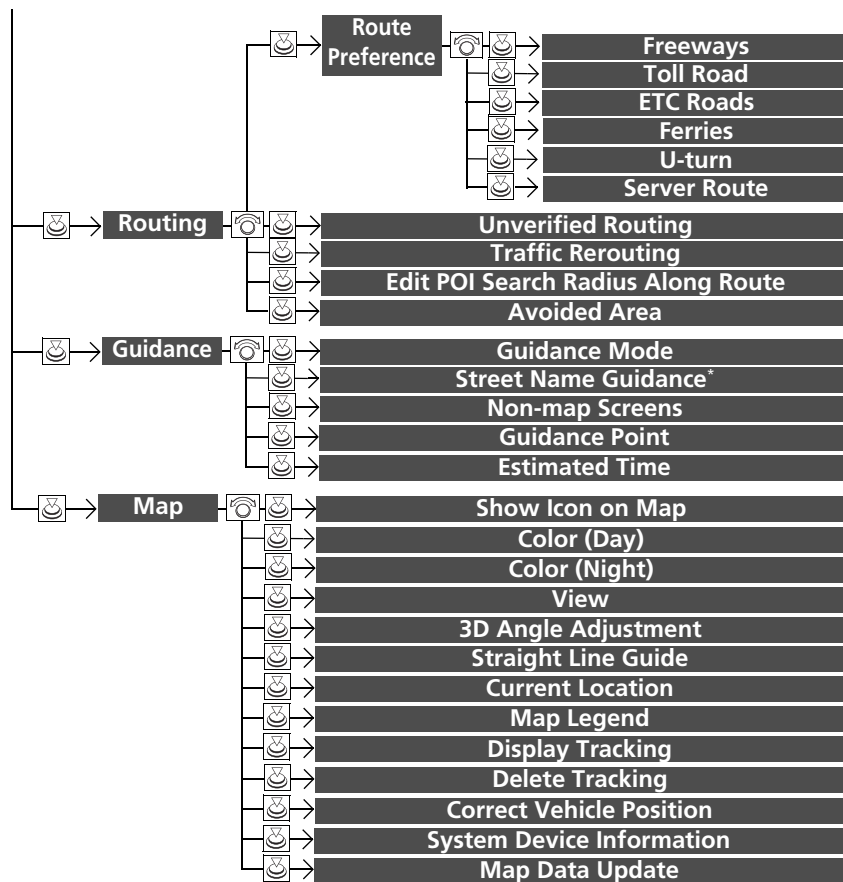 Route
Preference
Freeways
Toll Road
ETC Roads
Ferries
U-turn
Server Route
Routing
Unverified Routing
Traffic Rerouting
Edit POI Search Radius Along Route
Avoided Area
Guidance
Guidance Mode
Street Name Guidance*
Non-map Screens
Guidance Point
Estimated Time
Map
Show Icon on Map
Color (Day)
Color (Night)
View
3D Angle Adjustment
Straight Line Guide
Current Location
Map Legend
Display Tracking
Delete Tracking
Correct Vehicle Position
System Device Information
Map Data Update